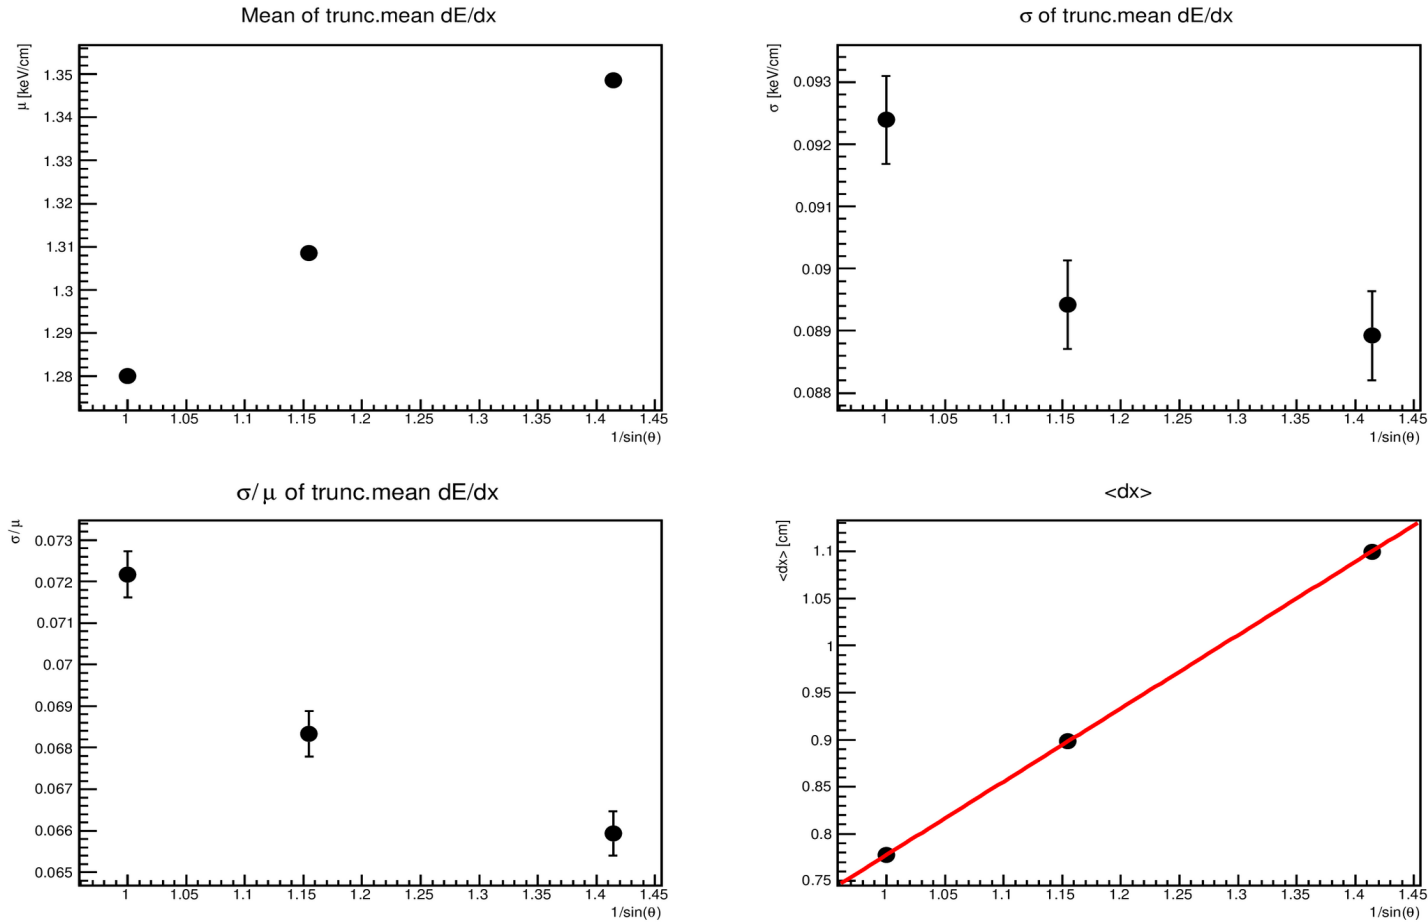 Mean of trunc.mean dE/dx
μ [keV/cm]
1.35
1.34
1.33
1.32
1.31
1.3
1.29
1.28
1 1.05 1.1 1.15 1.2 1.25 1.3 1.35 1.4 1.45
1/sin(θ)
σ of trunc.mean dE/dx
σ [keV/cm]
0.093
0.092
0.091
0.09
0.089
0.088
1 1.05 1.1 1.15 1.2 1.25 1.3 1.35 1.4 1.45
1/sin(θ)
σ/μ of trunc.mean dE/dx
σ/μ
0.073
0.072
0.071
0.07
0.069
0.068
0.067
0.066
0.065
1 1.05 1.1 1.15 1.2 1.25 1.3 1.35 1.4 1.45
1/sin(θ)
<dx>
<dx> [cm]
1.1
1.05
1
0.95
0.9
0.85
0.8
0.75
1 1.05 1.1 1.15 1.2 1.25 1.3 1.35 1.4 1.45
1/sin(θ)